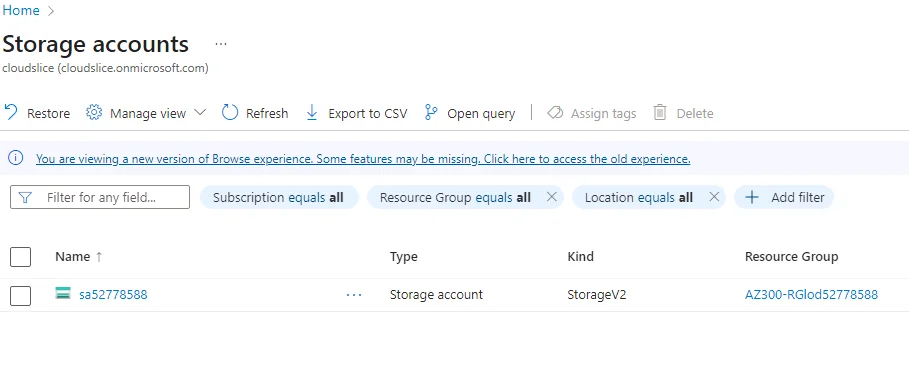 Home
Storage accounts ...
cloudslice (cloudslice.onmicrosoft.com)
Restore Manage view Refresh Export to CSV Open query Assign tags Delete
You are viewing a new version of Browse experience. Some features may be missing. Click here to access the old experience.
Filter for any field... Subscription equals all Resource Group equals all Location equals all Add filter
Name ↑ Type Kind Resource Group
sa52778588 ... Storage account StorageV2 AZ300-RGlod52778588